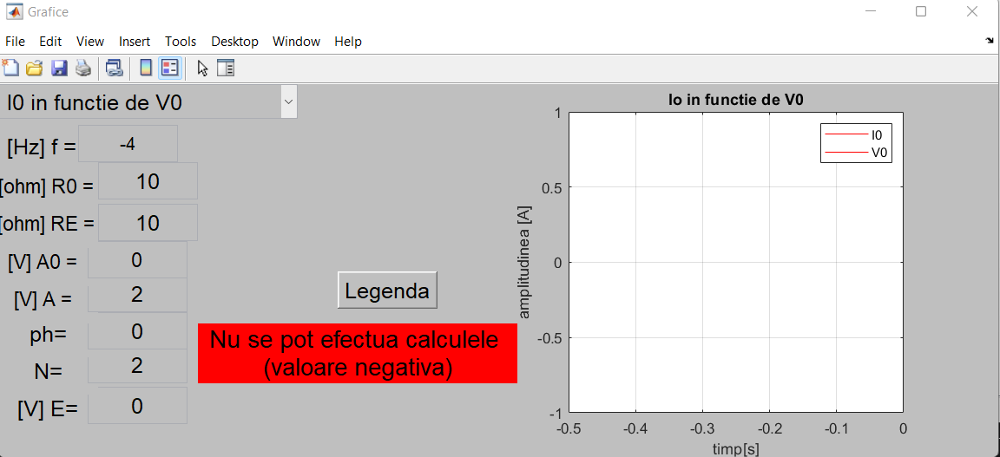 Grafice
File Edit View Insert Tools Desktop Window Help
I0 in functie de V0
[Hz] f = -4
[ohm] R0 = 10
[ohm] RE = 10
[V] A0 = 0
[V] A = 2
ph= 0
N= 2
[V] E= 0
Legenda
Nu se pot efectua calculele
(valoare negativa)
Io in functie de V0
I0
V0
amplitudinea [A]
1
0.5
0
-0.5
-1
-0.5 -0.4 -0.3 -0.2 -0.1 0
timp[s]